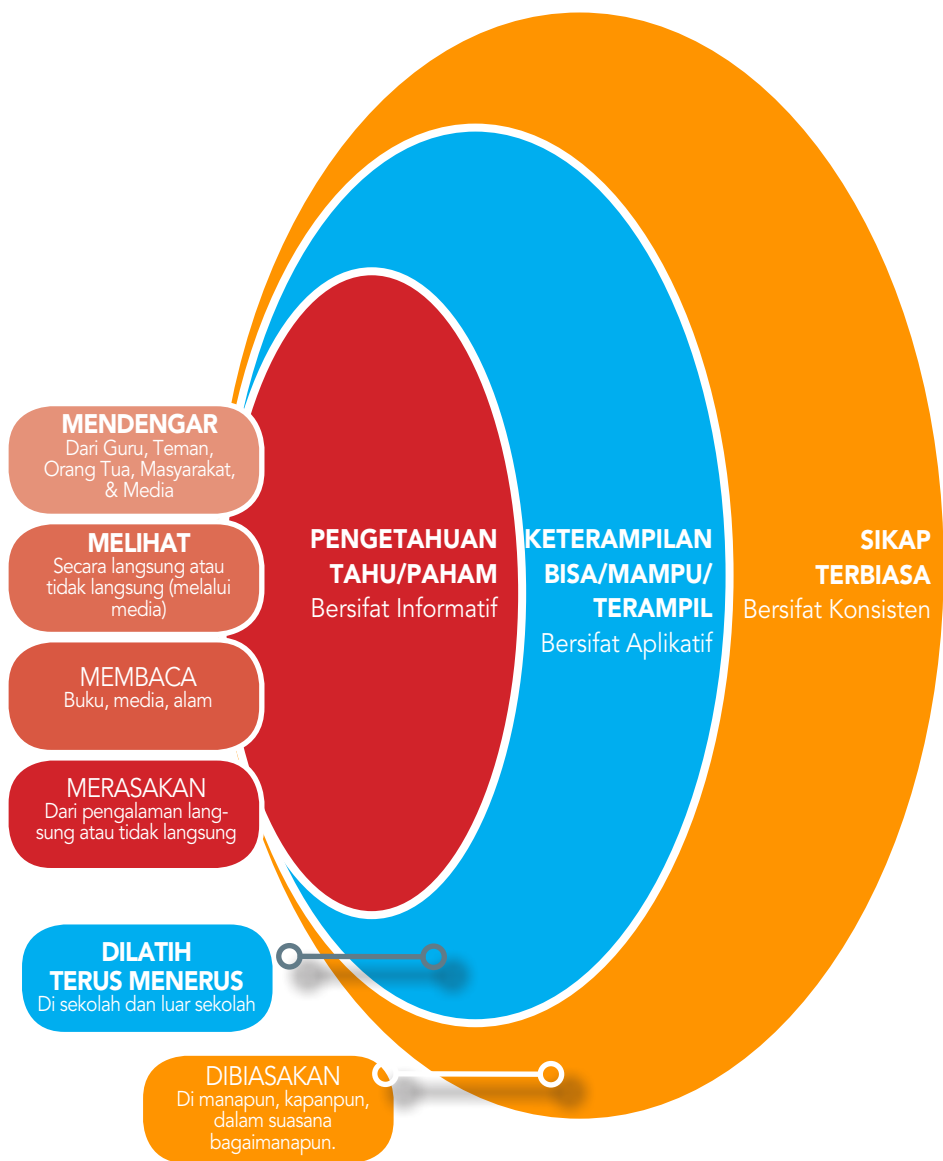 MENDENGAR
Dari Guru, Teman,
Orang Tua, Masyarakat,
& Media
MELIHAT
Secara langsung atau
tidak langsung (melalui
media)
MEMBACA
Buku, media, alam
MERASAKAN
Dari pengalaman lang-
sung atau tidak langsung
PENGETAHUAN
TAHU/PAHAM
Bersifat Informatif
KETERAMPILAN
BISA/MAMPU/
TERAMPIL
Bersifat Aplikatif
SIKAP
TERBIASA
Bersifat Konsisten
DILATIH
TERUS MENERUS
Di sekolah dan luar sekolah
DIBIASAKAN
Di manapun, kapanpun,
dalam suasana
bagaimanapun.